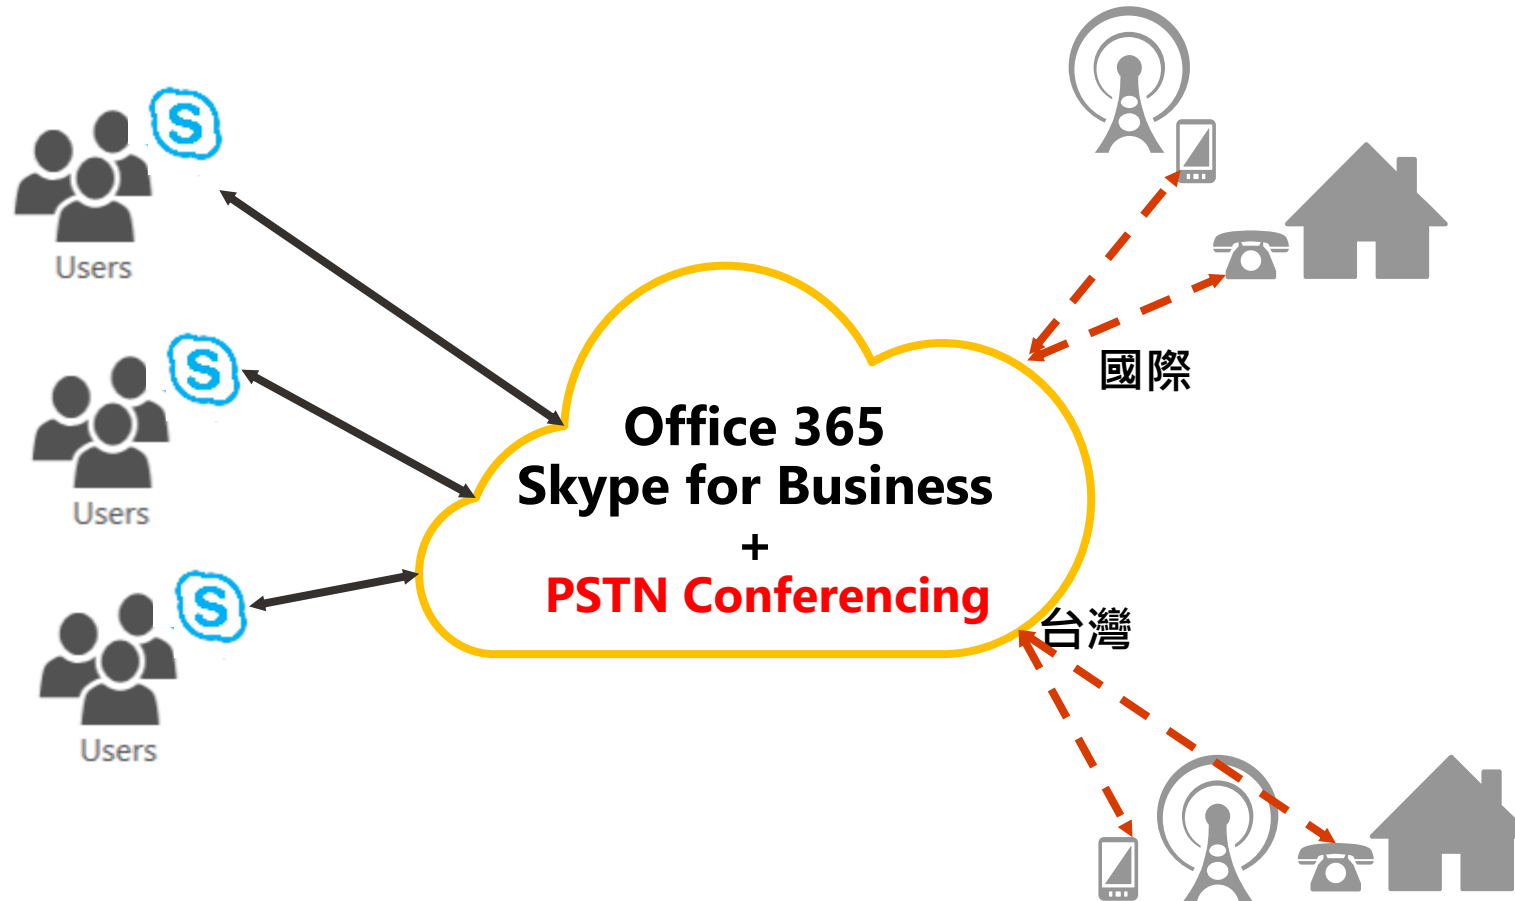 Users
Users
Users
Office 365
Skype for Business
+
PSTN Conferencing
國際
台灣